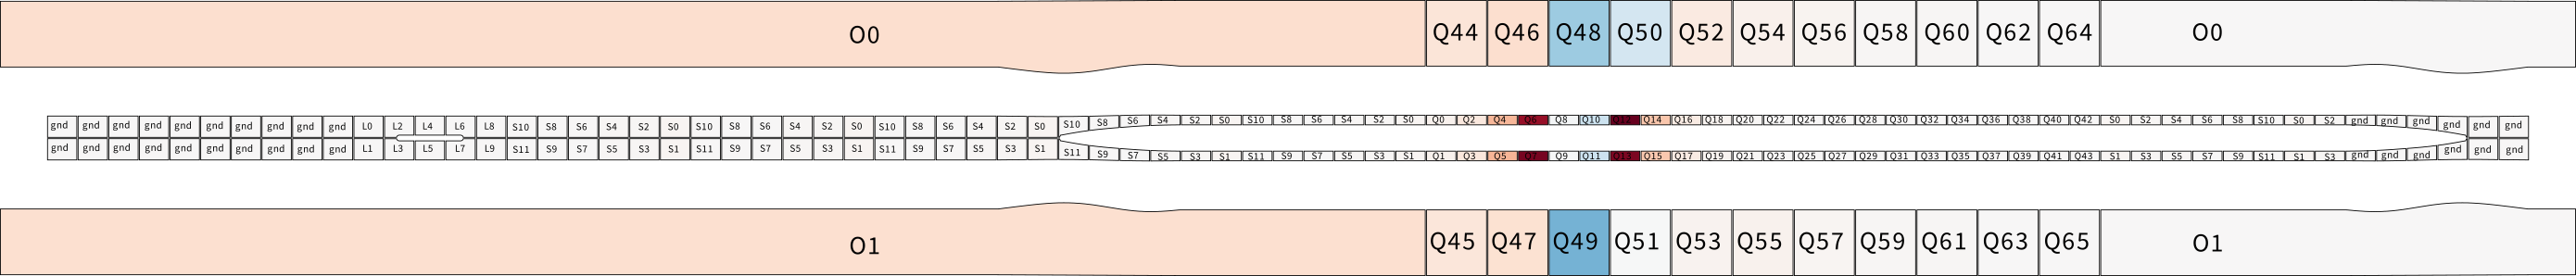 O0 Q44 Q46 Q48 Q50 Q52 Q54 Q56 Q58 Q60 Q62 Q64 O0
gnd gnd gnd gnd gnd gnd gnd gnd gnd gnd L0 L2 L4 L6 L8 S10 S8 S6 S4 S2 S0 S10 S8 S6 S4 S2 S0 S10 S8 S6 S4 S2 S0 S10 S8 S6 S4 S2 S0 S10 S8 S6 S4 S2 S0 Q0 Q2 Q4 Q6 Q8 Q10 Q12 Q14 Q16 Q18 Q20 Q22 Q24 Q26 Q28 Q30 Q32 Q34 Q36 Q38 Q40 Q42 S0 S2 S4 S6 S8 S10 S0 S2 gnd gnd gnd gnd gnd gnd
gnd gnd gnd gnd gnd gnd gnd gnd gnd gnd L1 L3 L5 L7 L9 S11 S9 S7 S5 S3 S1 S11 S9 S7 S5 S3 S1 S11 S9 S7 S5 S3 S1 S11 S9 S7 S5 S3 S1 S11 S9 S7 S5 S3 S1 Q1 Q3 Q5 Q7 Q9 Q11 Q13 Q15 Q17 Q19 Q21 Q23 Q25 Q27 Q29 Q31 Q33 Q35 Q37 Q39 Q41 Q43 S1 S3 S5 S7 S9 S11 S1 S3 gnd gnd gnd gnd gnd gnd
O1 Q45 Q47 Q49 Q51 Q53 Q55 Q57 Q59 Q61 Q63 Q65 O1